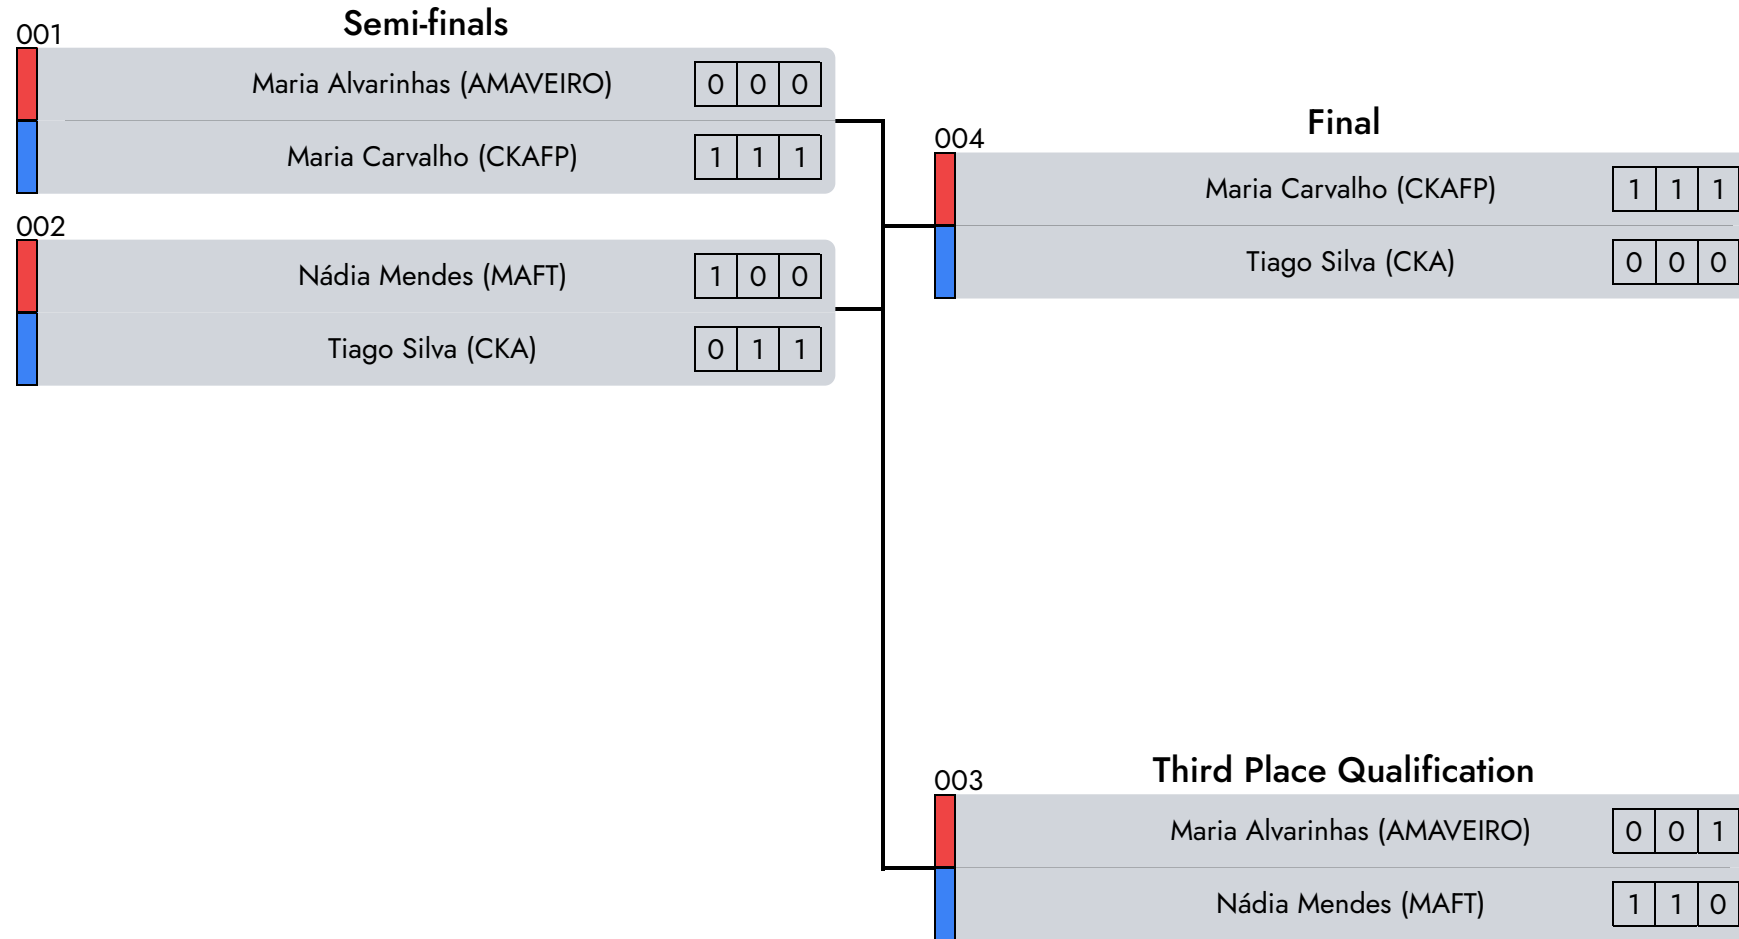 Semi-finals
001
Maria Alvarinhas (AMAVEIRO) 0 0 0
Maria Carvalho (CKAFP) 1 1 1
002
Nádia Mendes (MAFT) 1 0 0
Tiago Silva (CKA) 0 1 1
Final
004
Maria Carvalho (CKAFP) 1 1 1
Tiago Silva (CKA) 0 0 0
Third Place Qualification
003
Maria Alvarinhas (AMAVEIRO) 0 0 1
Nádia Mendes (MAFT) 1 1 0